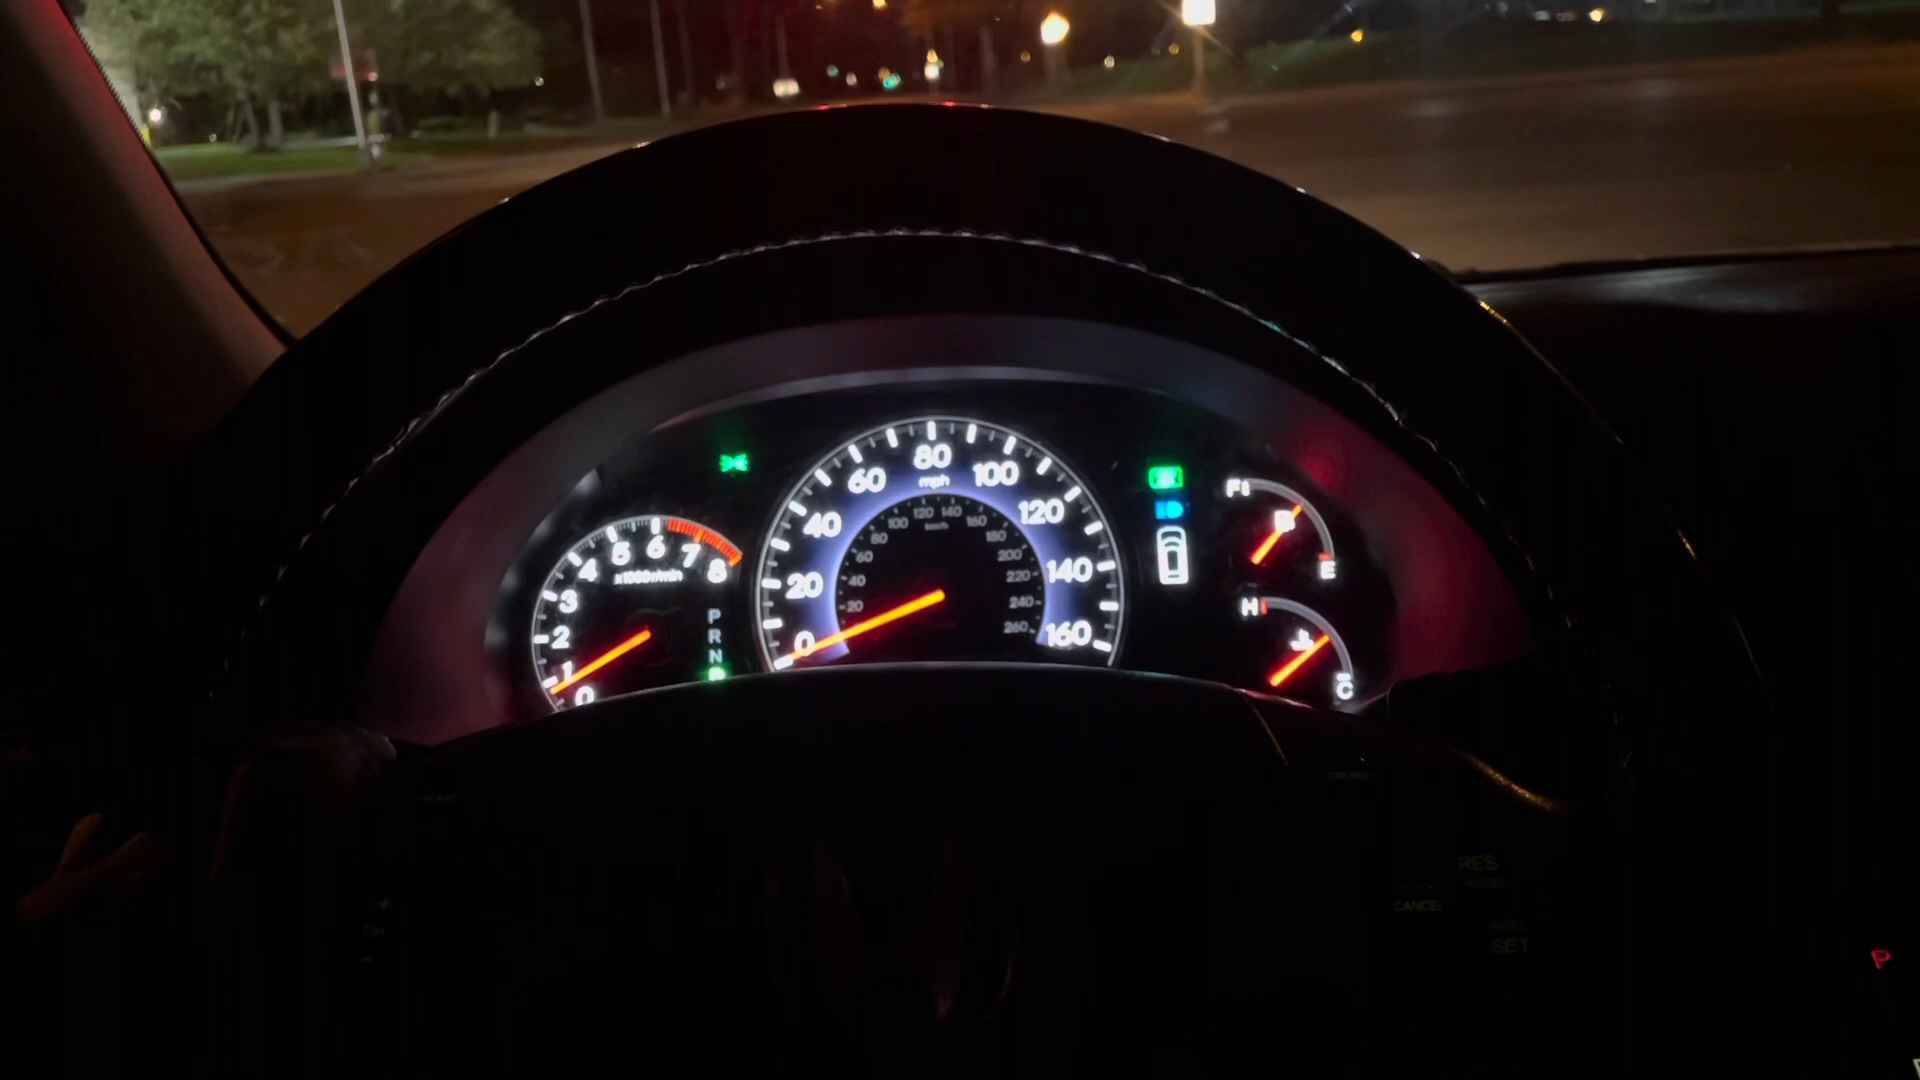 0 1 2 3 4 5 6 7 8
x1000r/min
P
R
N
0 20 40 60 80 100 120 140 160
mph
20 40 60 80 100 120 140 160 180 200 220 240 260
km/h
F
E
H
C
+
CH
-
RES
ACCEL
CANCEL
SET
P